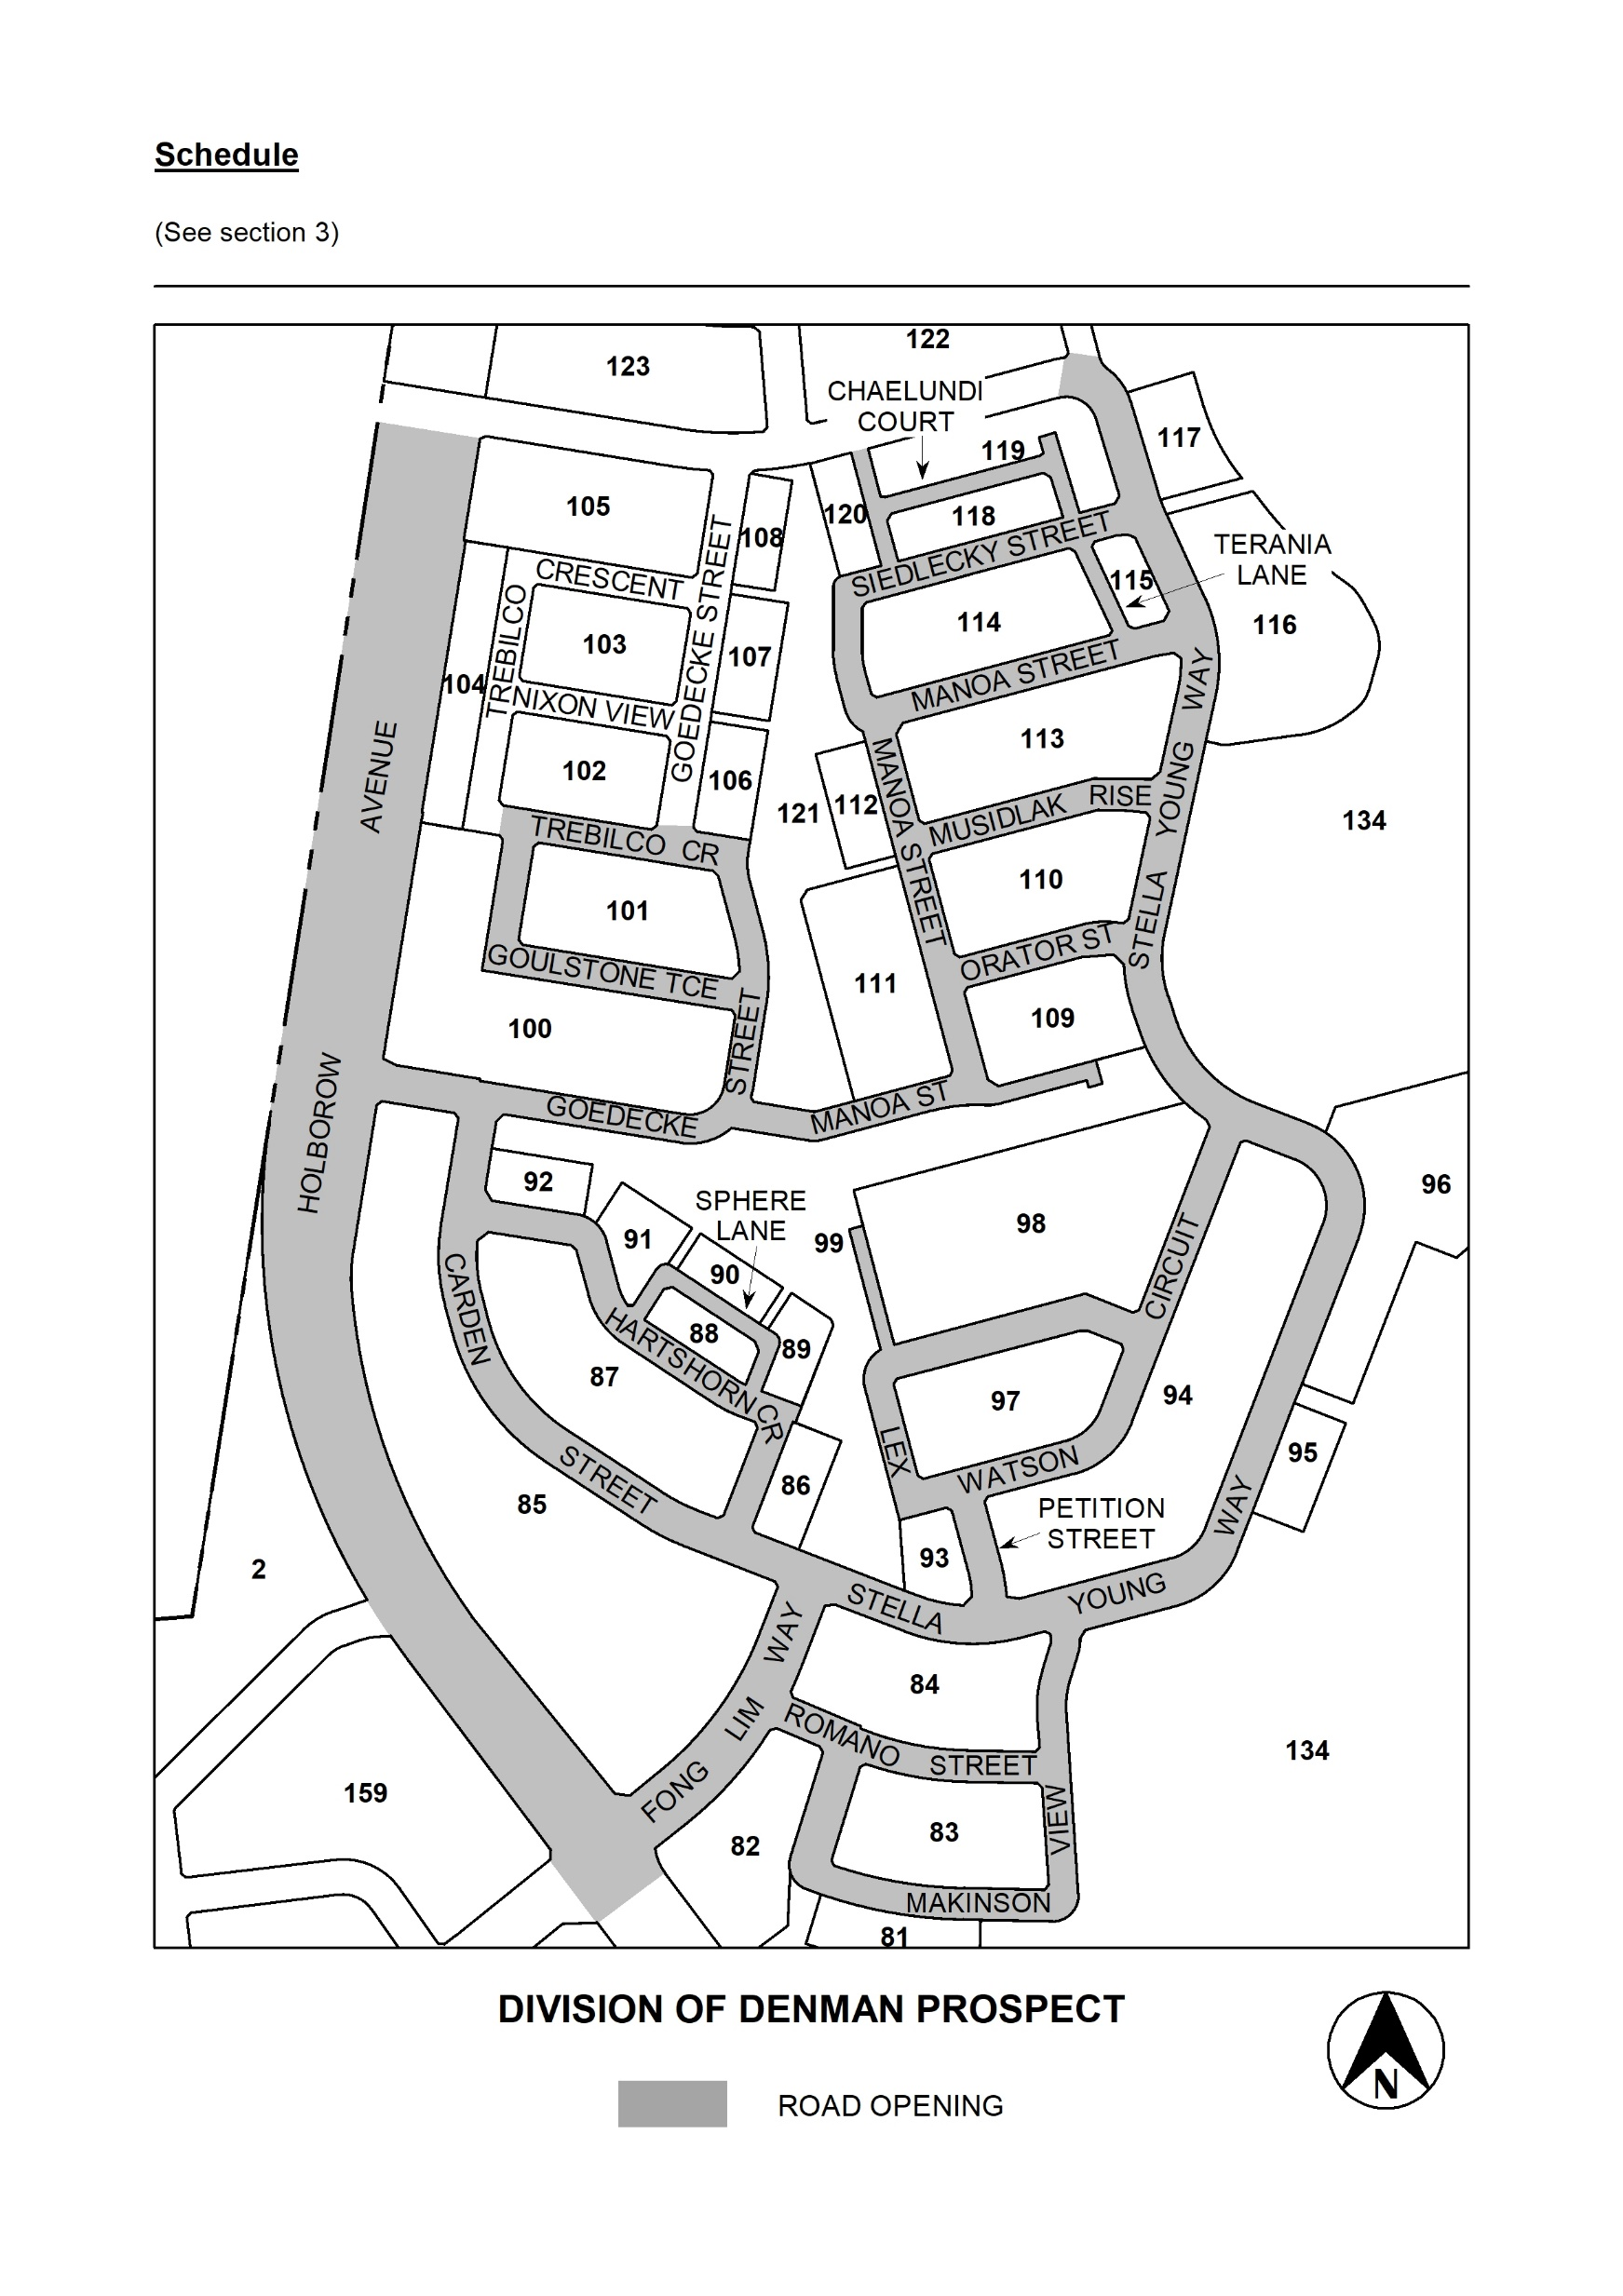 Schedule
(See section 3)
122
123
CHAELUNDI
COURT
117
119
105
108
120
118
SIEDLECKY STREET
TERANIA
LANE
CRESCENT
115
TREBILCO
GOEDECKE STREET
103
114
116
107
104
MANOA STREET
NIXON VIEW
STELLA YOUNG WAY
113
102
106
121
112
MANOA STREET
MUSIDLAK RISE
134
HOLBOROW AVENUE
TREBILCO CR
110
101
ORATOR ST
GOULSTONE TCE
111
109
100
STREET
GOEDECKE
MANOA ST
92
96
SPHERE
LANE
91
99
98
90
CIRCUIT
CARDEN STREET
88
89
HARTSHORN CR
87
97
94
LEX
WATSON
95
86
85
PETITION
STREET
WAY
93
2
STELLA
YOUNG
FONG LIM WAY
84
ROMANO STREET
134
159
VIEW
83
82
MAKINSON
81
DIVISION OF DENMAN PROSPECT
N
ROAD OPENING